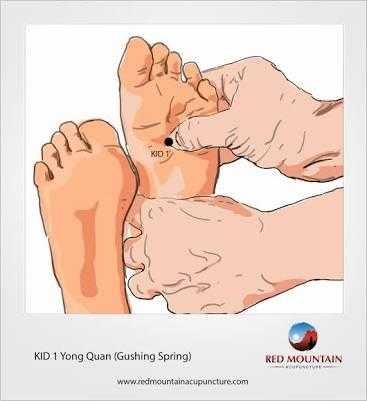 KID 1
KID 1 Yong Quan (Gushing Spring)
RED MOUNTAIN
ACUPUNCTURE
www.redmountainacupuncture.com